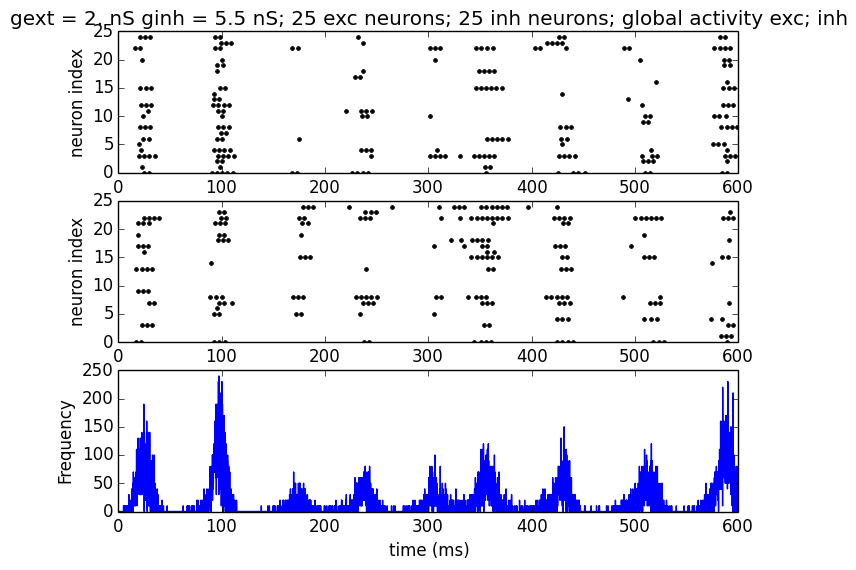 gext = 2. nS ginh = 5.5 nS; 25 exc neurons; 25 inh neurons; global activity exc; inh
25
20
15
10
5
0
neuron index
0 100 200 300 400 500 600
25
20
15
10
5
0
neuron index
0 100 200 300 400 500 600
250
200
150
100
50
0
Frequency
0 100 200 300 400 500 600
time (ms)